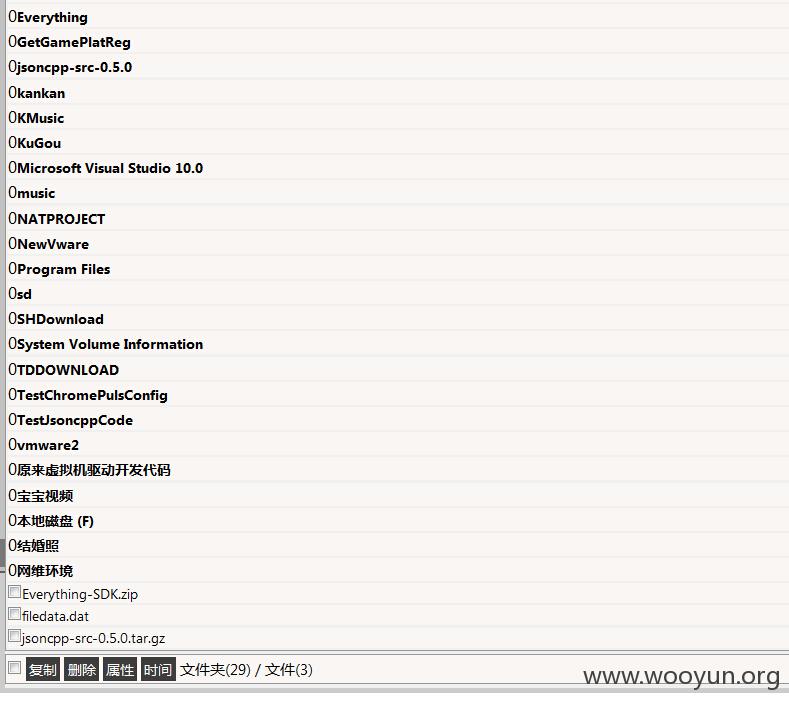 0Everything
0GetGamePlatReg
0jsoncpp-src-0.5.0
0kankan
0KMusic
0KuGou
0Microsoft Visual Studio 10.0
0music
0NATPROJECT
0NewVware
0Program Files
0sd
0SHDownload
0System Volume Information
0TDDOWNLOAD
0TestChromePulsConfig
0TestJsoncppCode
0vmware2
0原来虚拟机驱动开发代码
0宝宝视频
0本地磁盘 (F)
0结婚照
0网维环境
Everything-SDK.zip
filedata.dat
jsoncpp-src-0.5.0.tar.gz
复制 删除 属性 时间 文件夹(29) / 文件(3)
www.wooyun.org